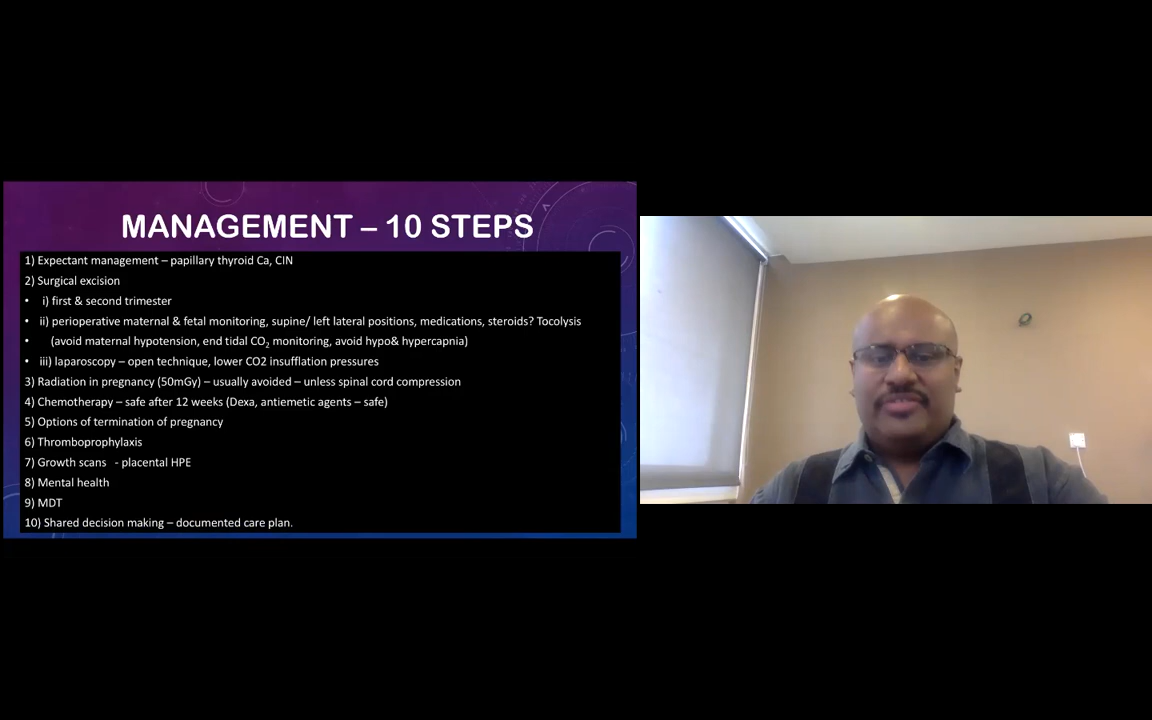 MANAGEMENT – 10 STEPS
1) Expectant management – papillary thyroid Ca, CIN
2) Surgical excision
• i) first & second trimester
• ii) perioperative maternal & fetal monitoring, supine/ left lateral positions, medications, steroids? Tocolysis
• (avoid maternal hypotension, end tidal CO₂ monitoring, avoid hypo& hypercapnia)
• iii) laparoscopy – open technique, lower CO2 insufflation pressures
3) Radiation in pregnancy (50mGy) – usually avoided – unless spinal cord compression
4) Chemotherapy – safe after 12 weeks (Dexa, antiemetic agents – safe)
5) Options of termination of pregnancy
6) Thromboprophylaxis
7) Growth scans - placental HPE
8) Mental health
9) MDT
10) Shared decision making – documented care plan.